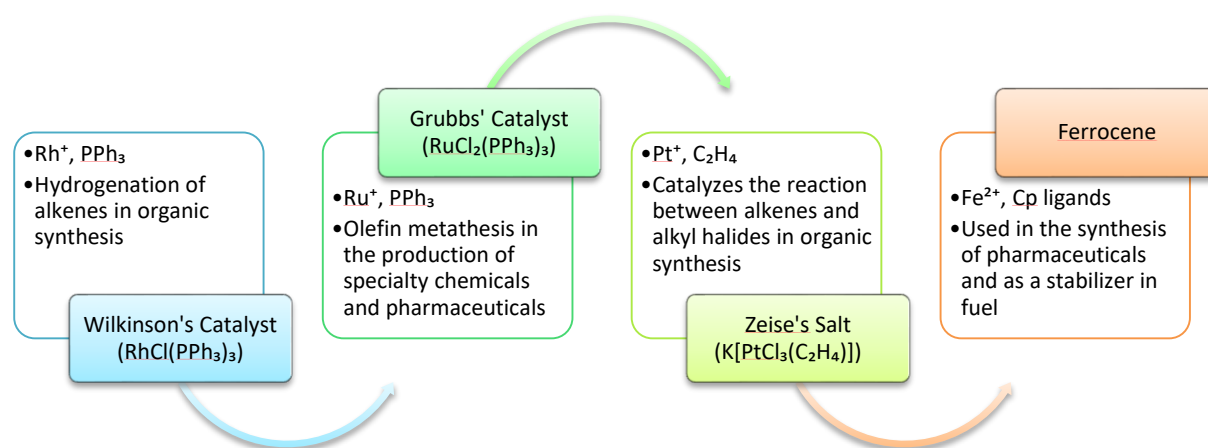 •Rh⁺, PPh₃
•Hydrogenation of
alkenes in organic
synthesis
Wilkinson's Catalyst
(RhCl(PPh₃)₃)
Grubbs' Catalyst
(RuCl₂(PPh₃)₃)
•Ru⁺, PPh₃
•Olefin metathesis in
the production of
specialty chemicals
and pharmaceuticals
•Pt⁺, C₂H₄
•Catalyzes the reaction
between alkenes and
alkyl halides in organic
synthesis
Zeise's Salt
(K[PtCl₃(C₂H₄)])
Ferrocene
•Fe²⁺, Cp ligands
•Used in the synthesis
of pharmaceuticals
and as a stabilizer in
fuel